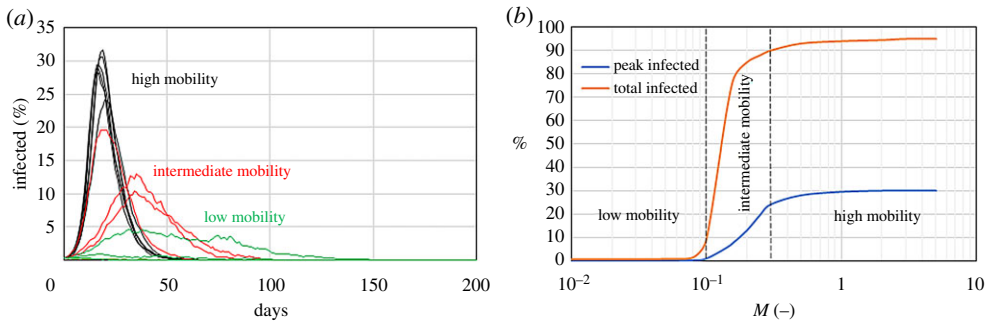 (a)
35
30
25
20
15
10
5
0
50
100
150
200
infected (%)
days
high mobility
intermediate mobility
low mobility
(b)
100
90
80
70
60
50
40
30
20
10
0
%
10⁻²
10⁻¹
1
10
M (–)
peak infected
total infected
low mobility
intermediate mobility
high mobility